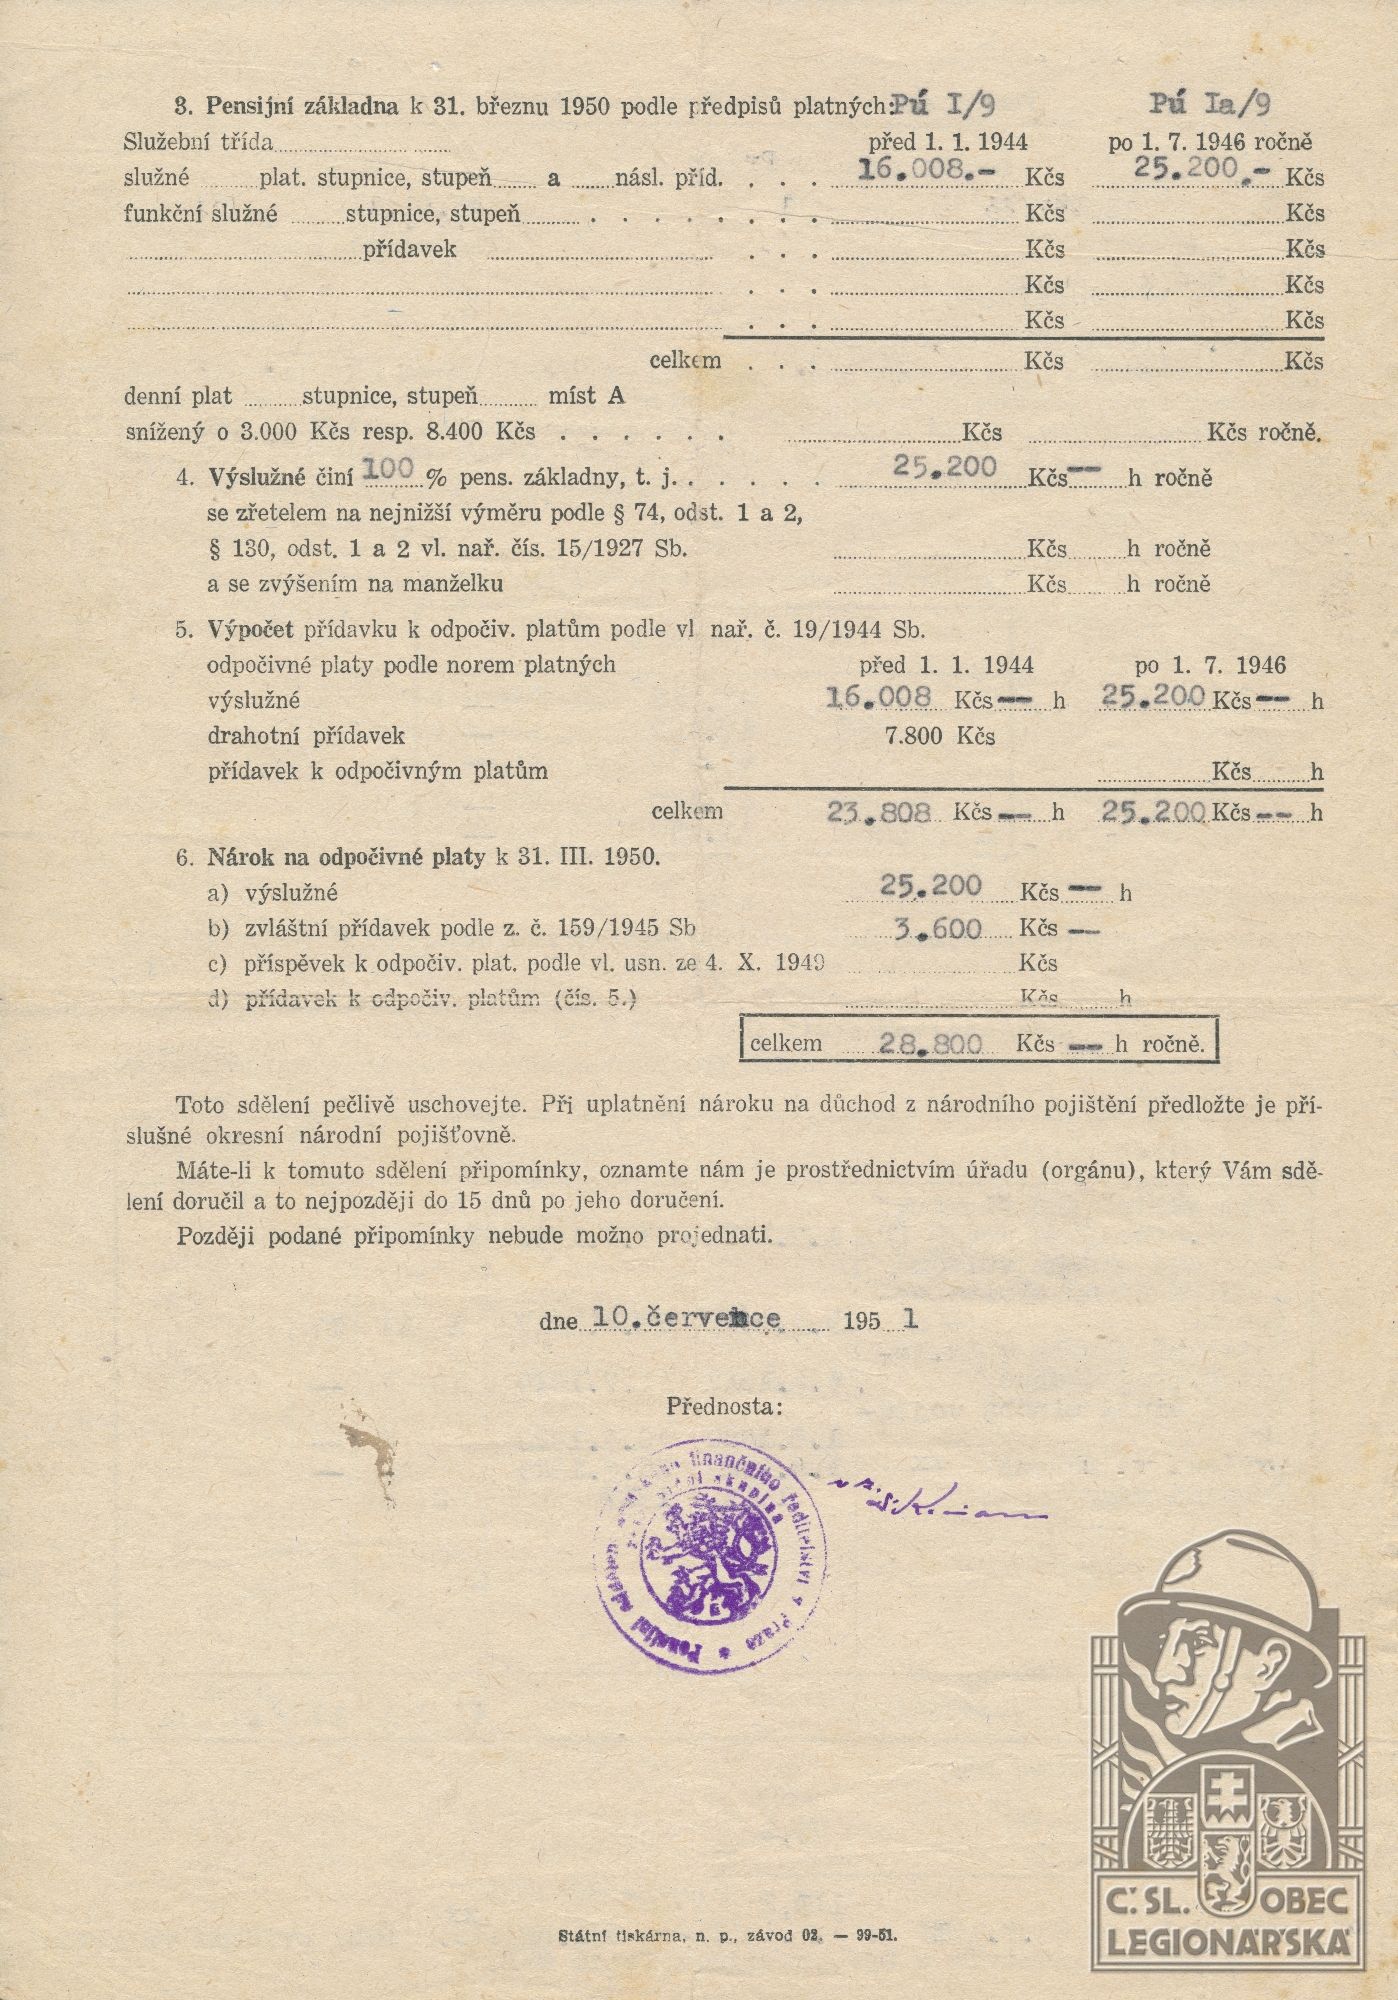 3. Pensijní základna k 31. březnu 1950 podle předpisů platných: Pú I/9 Pú Ia/9
Služební třída před 1. 1. 1944 po 1. 7. 1946 ročně
služné plat. stupnice, stupeň a násl. příd. . . . 16.008.- Kčs 25.200.- Kčs
funkční služné stupnice, stupeň . . . . . . . . Kčs Kčs
přídavek . . . Kčs Kčs
. . . Kčs Kčs
. . . Kčs Kčs
celkem . . . Kčs Kčs
denní plat stupnice, stupeň míst A
snížený o 3.000 Kčs resp. 8.400 Kčs . . . . . . Kčs Kčs ročně.
4. Výslužné činí 100 % pens. základny, t. j. . . . . . . 25.200 Kčs -- h ročně
se zřetelem na nejnižší výměru podle § 74, odst. 1 a 2,
§ 130, odst. 1 a 2 vl. nař. čís. 15/1927 Sb. Kčs h ročně
a se zvýšením na manželku Kčs h ročně
5. Výpočet přídavku k odpočiv. platům podle vl nař. č. 19/1944 Sb.
odpočivné platy podle norem platných před 1. 1. 1944 po 1. 7. 1946
výslužné 16.008 Kčs -- h 25.200 Kčs -- h
drahotní přídavek 7.800 Kčs
přídavek k odpočivným platům Kčs h
celkem 23.808 Kčs -- h 25.200 Kčs -- h
6. Nárok na odpočivné platy k 31. III. 1950.
a) výslužné 25.200 Kčs -- h
b) zvláštní přídavek podle z. č. 159/1945 Sb 3.600 Kčs --
c) příspěvek k odpočiv. plat. podle vl. usn. ze 4. X. 1949 Kčs
d) přídavek k odpočiv. platům (čís. 5.) Kčs h
celkem 28.800 Kčs -- h ročně.
Toto sdělení pečlivě uschovejte. Při uplatnění nároku na důchod z národního pojištění předložte je pří-
slušné okresní národní pojišťovně.
Máte-li k tomuto sdělení připomínky, oznamte nám je prostřednictvím úřadu (orgánu), který Vám sdě-
lení doručil a to nejpozději do 15 dnů po jeho doručení.
Později podané připomínky nebude možno projednati.
dne 10.července 195 1
Přednosta:
Pensijní finančního ředitelství v Praze *
Č. SL. OBEC
LEGIONÁŘSKÁ
Státní tiskárna, n. p., závod 02. — 99-51.